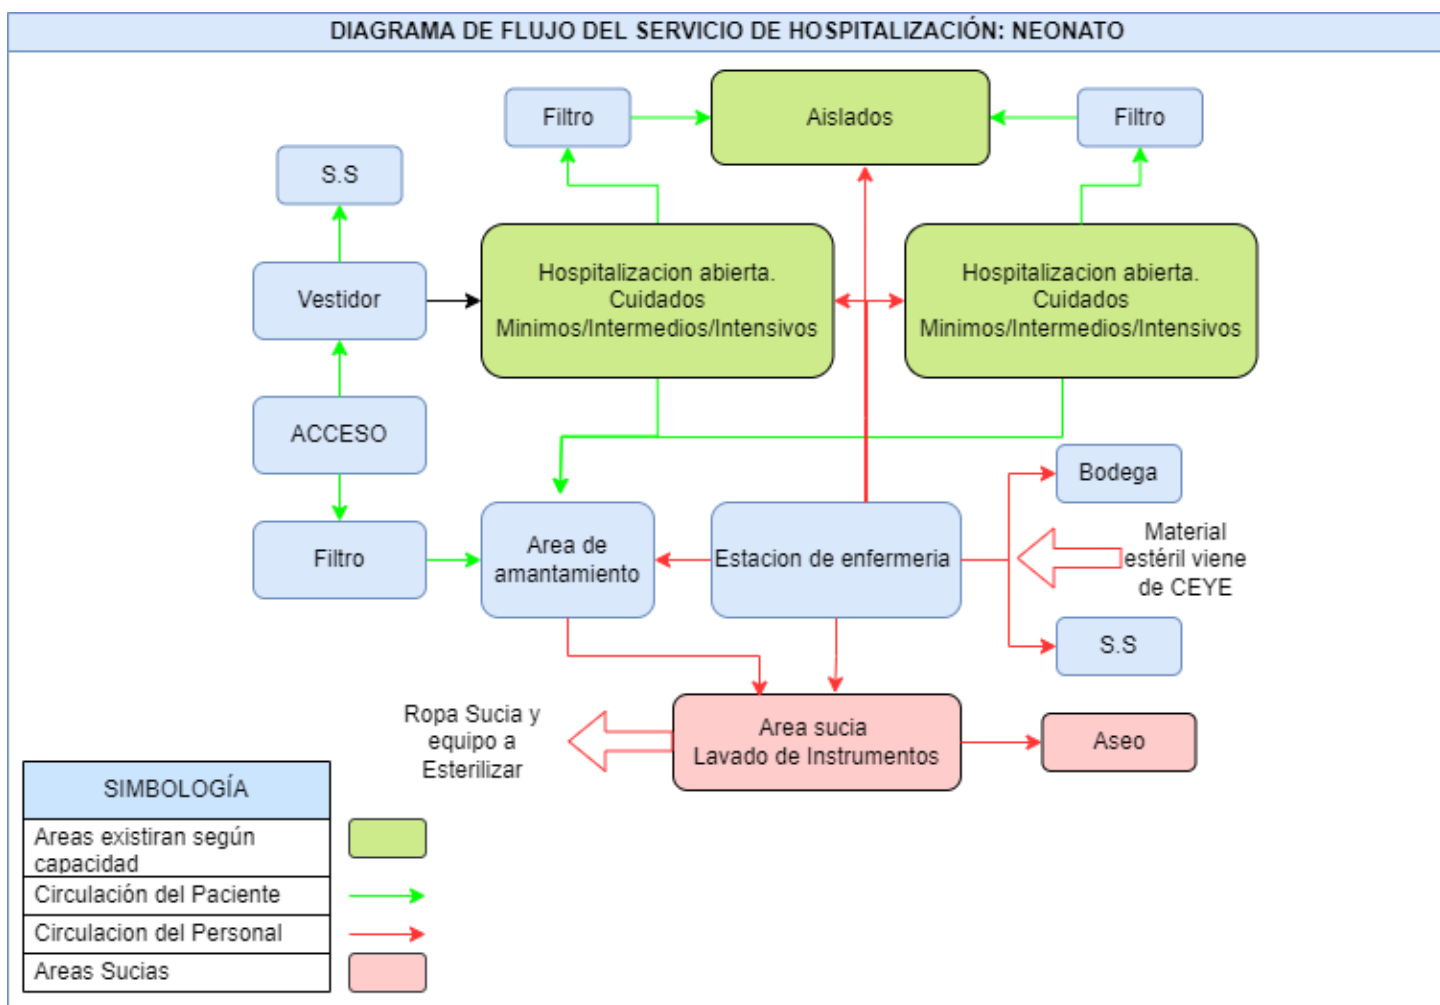 DIAGRAMA DE FLUJO DEL SERVICIO DE HOSPITALIZACIÓN: NEONATO
Filtro
Aislados
Filtro
S.S
Vestidor
Hospitalizacion abierta.
Cuidados
Minimos/Intermedios/Intensivos
Hospitalizacion abierta.
Cuidados
Minimos/Intermedios/Intensivos
ACCESO
Filtro
Area de
amantamiento
Estacion de enfermeria
Bodega
Material
estéril viene
de CEYE
S.S
Ropa Sucia y
equipo a
Esterilizar
Area sucia
Lavado de Instrumentos
Aseo
SIMBOLOGÍA
Areas existiran según
capacidad
Circulación del Paciente
Circulacion del Personal
Areas Sucias